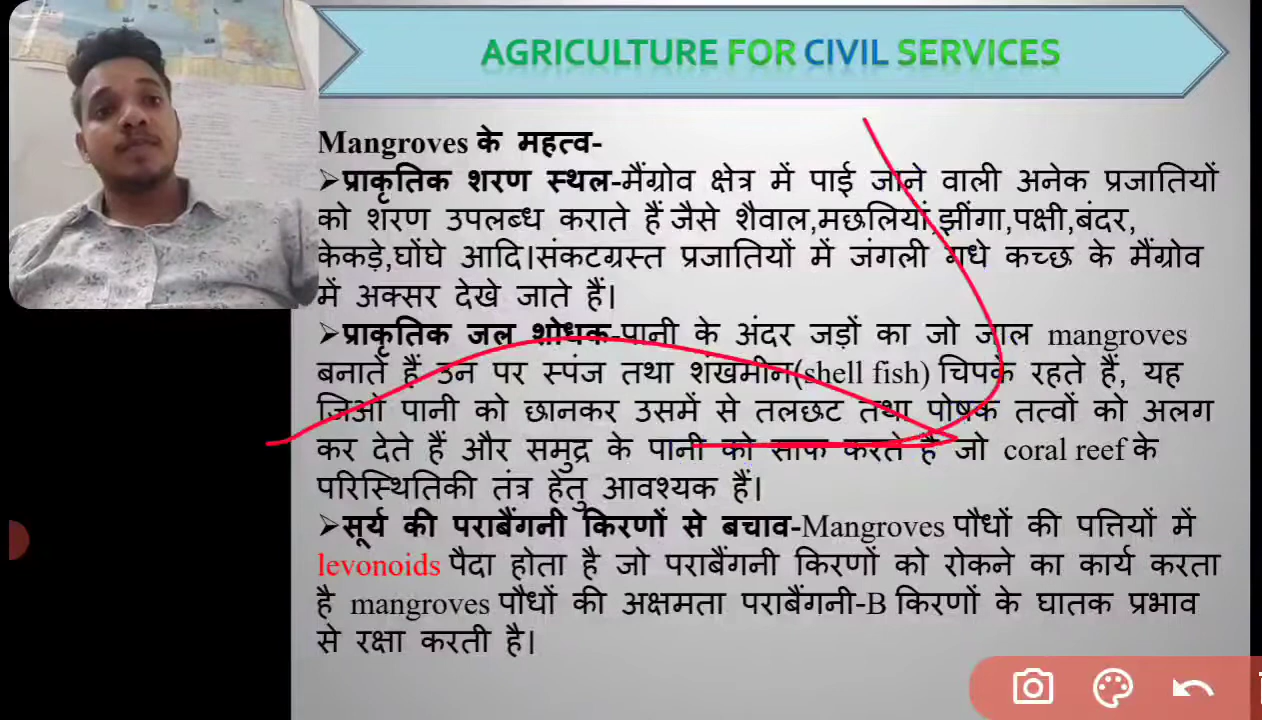 AGRICULTURE FOR CIVIL SERVICES
Mangroves के महत्व-
➢प्राकृतिक शरण स्थल-मैंग्रोव क्षेत्र में पाई जाने वाली अनेक प्रजातियों
को शरण उपलब्ध कराते हैं जैसे शैवाल,मछलियां,झींगा,पक्षी,बंदर,
केकड़े,घोंघे आदि।संकटग्रस्त प्रजातियों में जंगली गधे कच्छ के मैंग्रोव
में अक्सर देखे जाते हैं।
➢प्राकृतिक जल शोधक-पानी के अंदर जड़ों का जो जाल mangroves
बनाते हैं उन पर स्पंज तथा शंखमीन(shell fish) चिपके रहते हैं, यह
जिओ पानी को छानकर उसमें से तलछट तथा पोषक तत्वों को अलग
कर देते हैं और समुद्र के पानी को साफ करते है जो coral reef के
परिस्थितिकी तंत्र हेतु आवश्यक हैं।
➢सूर्य की पराबैंगनी किरणों से बचाव-Mangroves पौधों की पत्तियों में
levonoids पैदा होता है जो पराबैंगनी किरणों को रोकने का कार्य करता
है mangroves पौधों की अक्षमता पराबैंगनी-B किरणों के घातक प्रभाव
से रक्षा करती है।